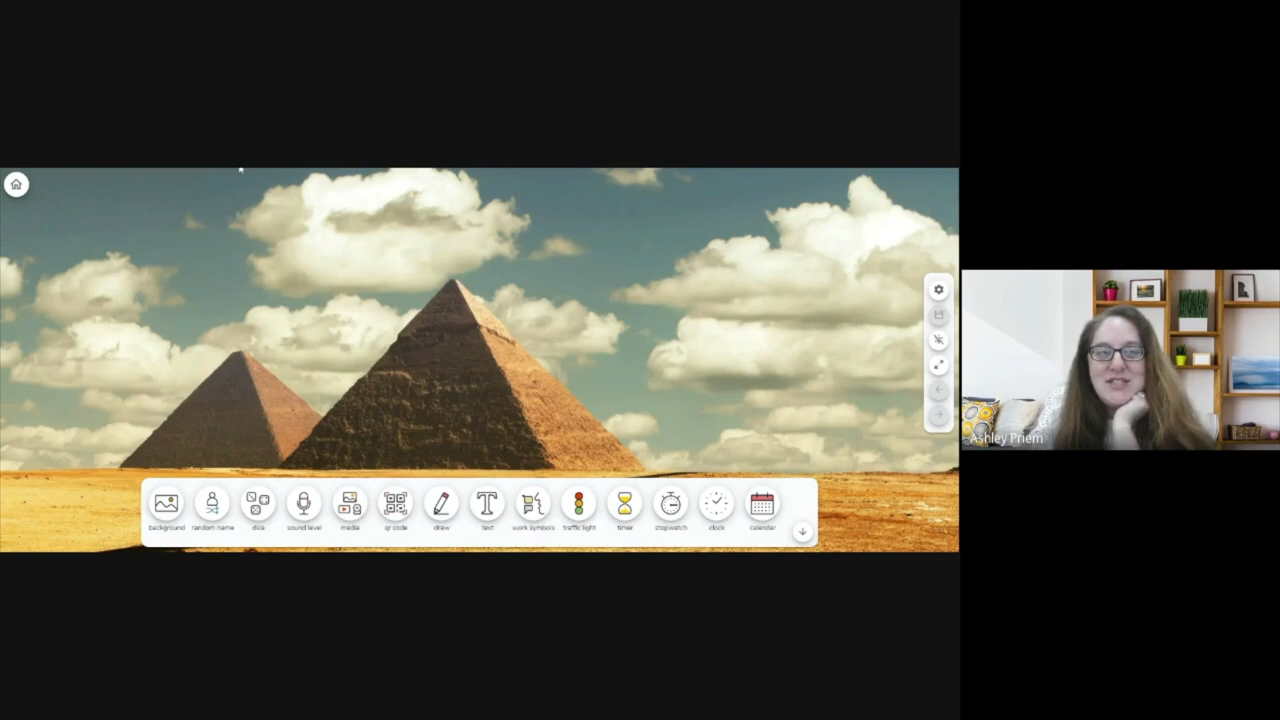 Ashley Priem
background random name dice sound level media qr code draw text work symbols traffic light timer stopwatch clock calendar